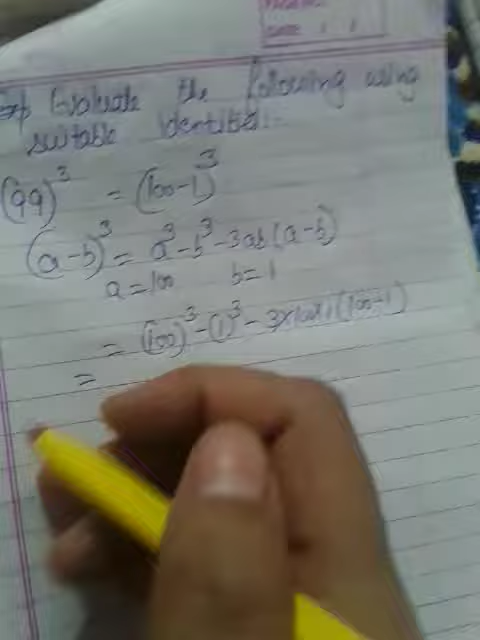 Evaluate the following using
suitable identities:-
(99)³ = (100-1)³
(a-b)³ = a³-b³-3ab(a-b)
a=100 b=1
= (100)³-(1)³-3×100×1(100-1)
=